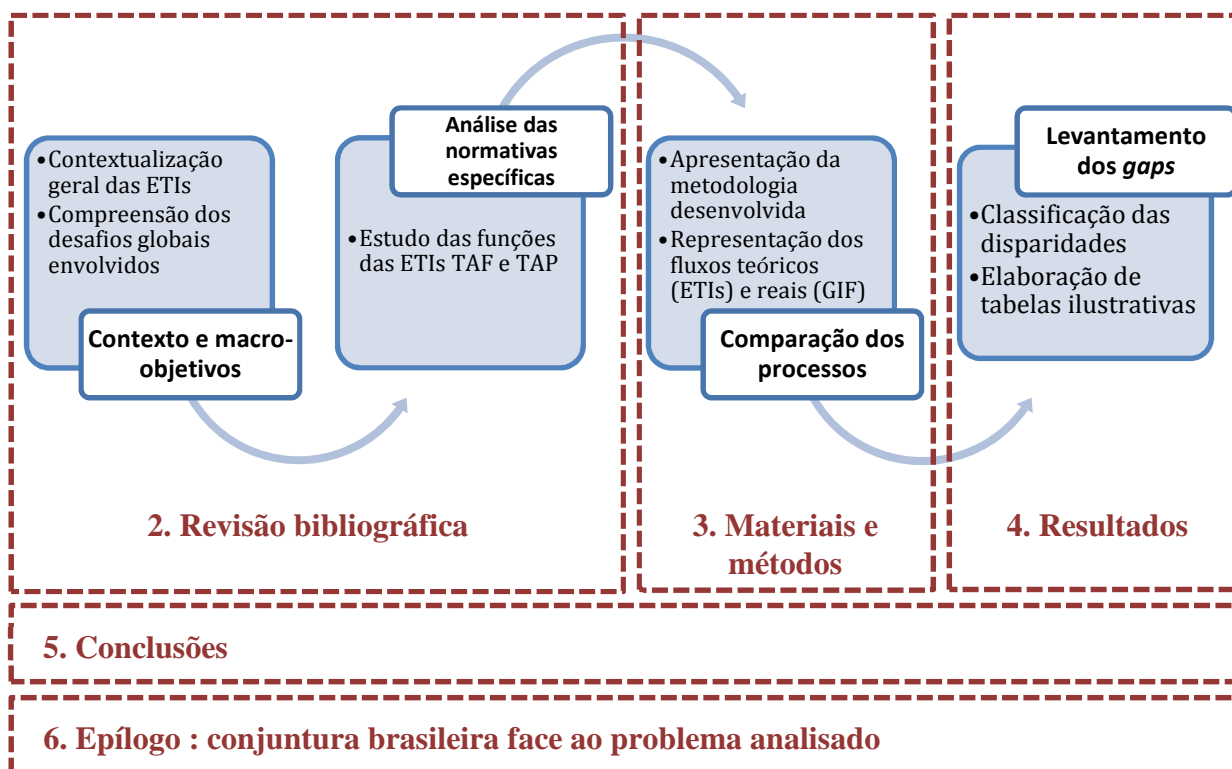 •Contextualização
geral das ETIs
•Compreensão dos
desafios globais
envolvidos
Contexto e macro-
objetivos
Análise das
normativas
específicas
•Estudo das funções
das ETIs TAF e TAP
2. Revisão bibliográfica
•Apresentação da
metodologia
desenvolvida
•Representação dos
fluxos teóricos
(ETIs) e reais (GIF)
Comparação dos
processos
3. Materiais e
métodos
Levantamento
dos gaps
•Classificação das
disparidades
•Elaboração de
tabelas ilustrativas
4. Resultados
5. Conclusões
6. Epílogo : conjuntura brasileira face ao problema analisado